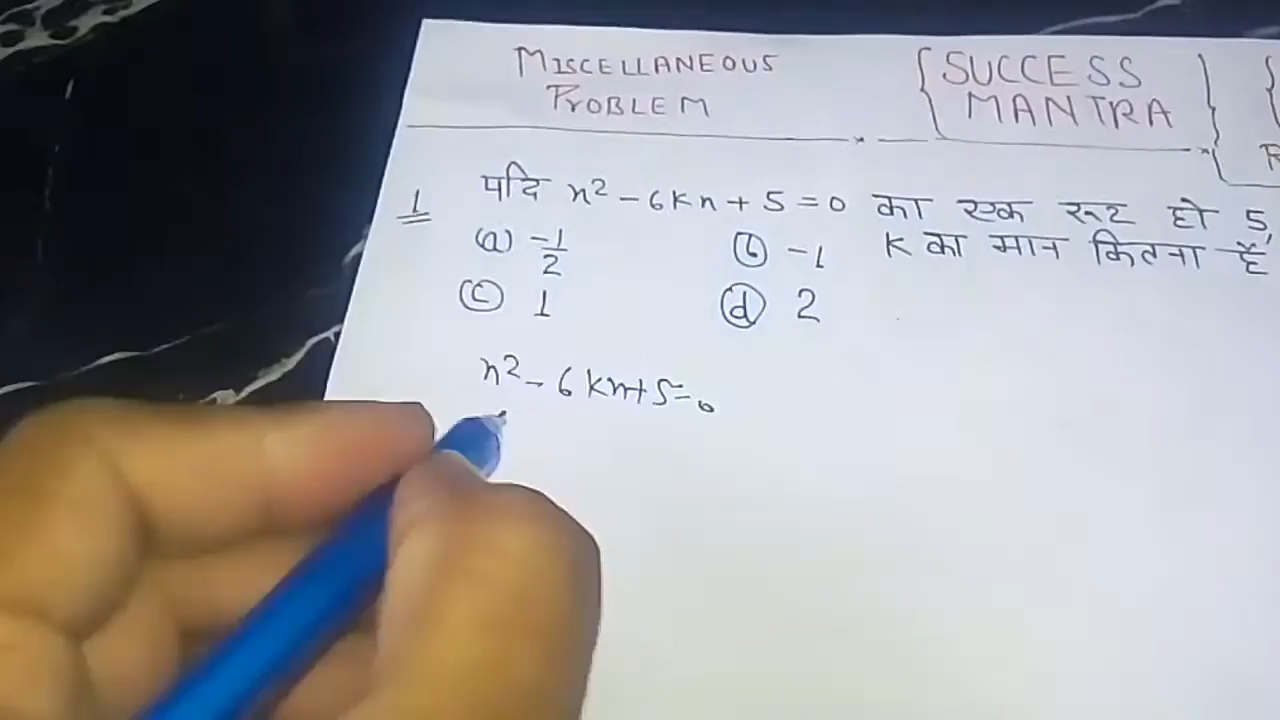 MISCELLANEOUS
PROBLEM
{SUCCESS
MANTRA}
1 यदि x² - 6kx + 5 = 0 का एक रूट हो 5,
K का मान कितना है
(a) -1/2 (b) -1
(c) 1 (d) 2
x² - 6kx + 5 = 0